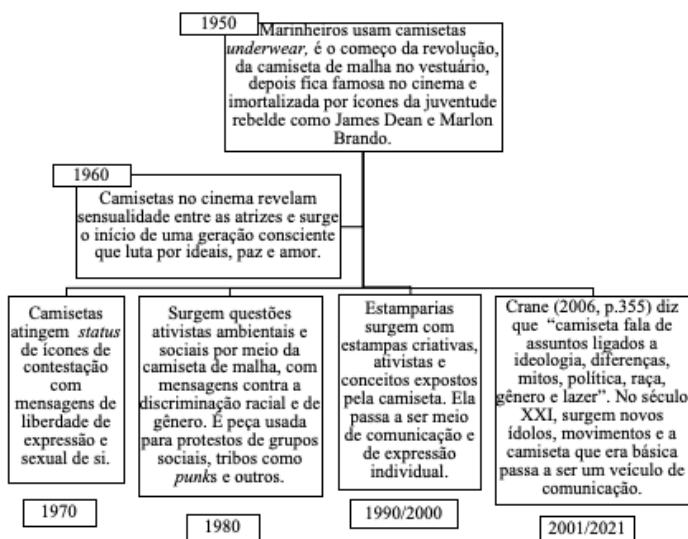 1950
Marinheiros usam camisetas
underwear, é o começo da revolução,
da camiseta de malha no vestuário,
depois fica famosa no cinema e
imortalizada por ícones da juventude
rebelde como James Dean e Marlon
Brando.
1960
Camisetas no cinema revelam
sensualidade entre as atrizes e surge
o início de uma geração consciente
que luta por ideais, paz e amor.
Camisetas
atingem status
de ícones de
contestação
com
mensagens de
liberdade de
expressão e
sexual de si.
1970
Surgem questões
ativistas ambientais e
sociais por meio da
camiseta de malha, com
mensagens contra a
discriminação racial e de
gênero. É peça usada
para protestos de grupos
sociais, tribos como
punks e outros.
1980
Estamparias
surgem com
estampas criativas,
ativistas e
conceitos expostos
pela camiseta. Ela
passa a ser meio
de comunicação e
de expressão
individual.
1990/2000
Crane (2006, p.355) diz
que “camiseta fala de
assuntos ligados a
ideologia, diferenças,
mitos, política, raça,
gênero e lazer”. No século
XXI, surgem novos
ídolos, movimentos e a
camiseta que era básica
passa a ser um veículo de
comunicação.
2001/2021